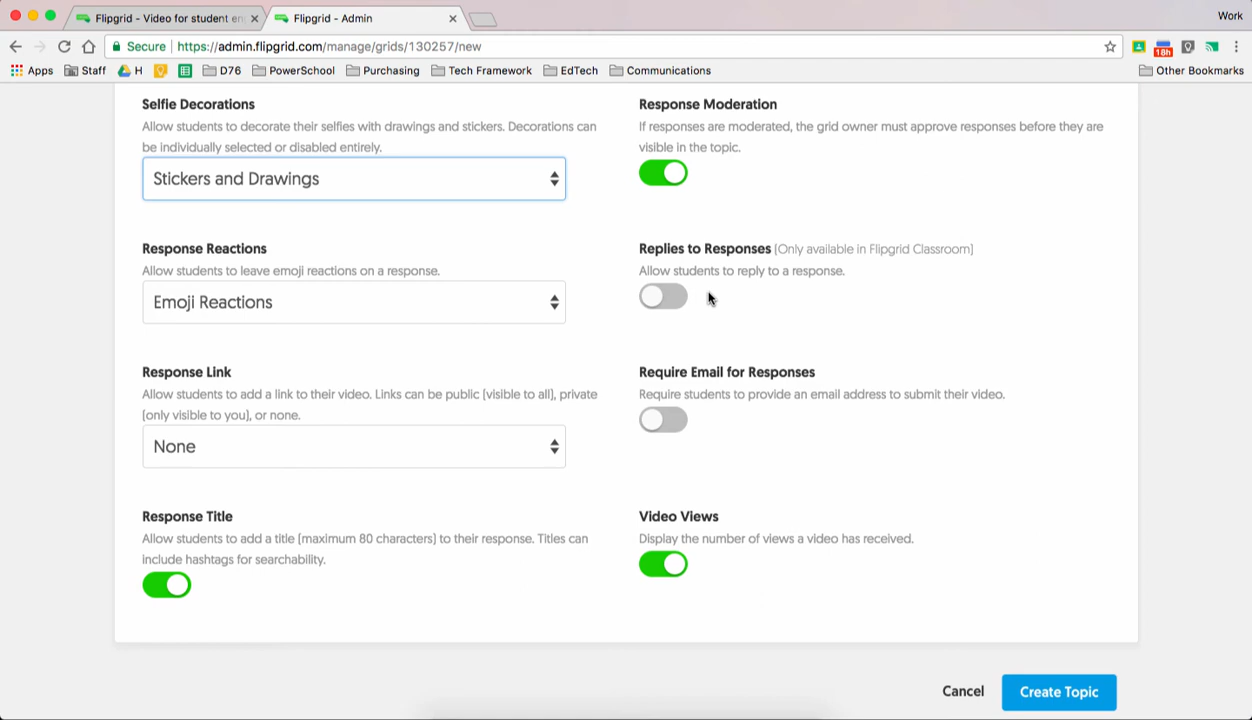 Flipgrid - Video for student en
Flipgrid - Admin
Work
Secure
https://admin.flipgrid.com/manage/grids/130257/new
18h
Apps
Staff
H
D76
PowerSchool
Purchasing
Tech Framework
EdTech
Communications
Other Bookmarks
Selfie Decorations
Allow students to decorate their selfies with drawings and stickers. Decorations can
be individually selected or disabled entirely.
Stickers and Drawings
Response Moderation
If responses are moderated, the grid owner must approve responses before they are
visible in the topic.
Response Reactions
Allow students to leave emoji reactions on a response.
Emoji Reactions
Replies to Responses (Only available in Flipgrid Classroom)
Allow students to reply to a response.
Response Link
Allow students to add a link to their video. Links can be public (visible to all), private
(only visible to you), or none.
None
Require Email for Responses
Require students to provide an email address to submit their video.
Response Title
Allow students to add a title (maximum 80 characters) to their response. Titles can
include hashtags for searchability.
Video Views
Display the number of views a video has received.
Cancel
Create Topic